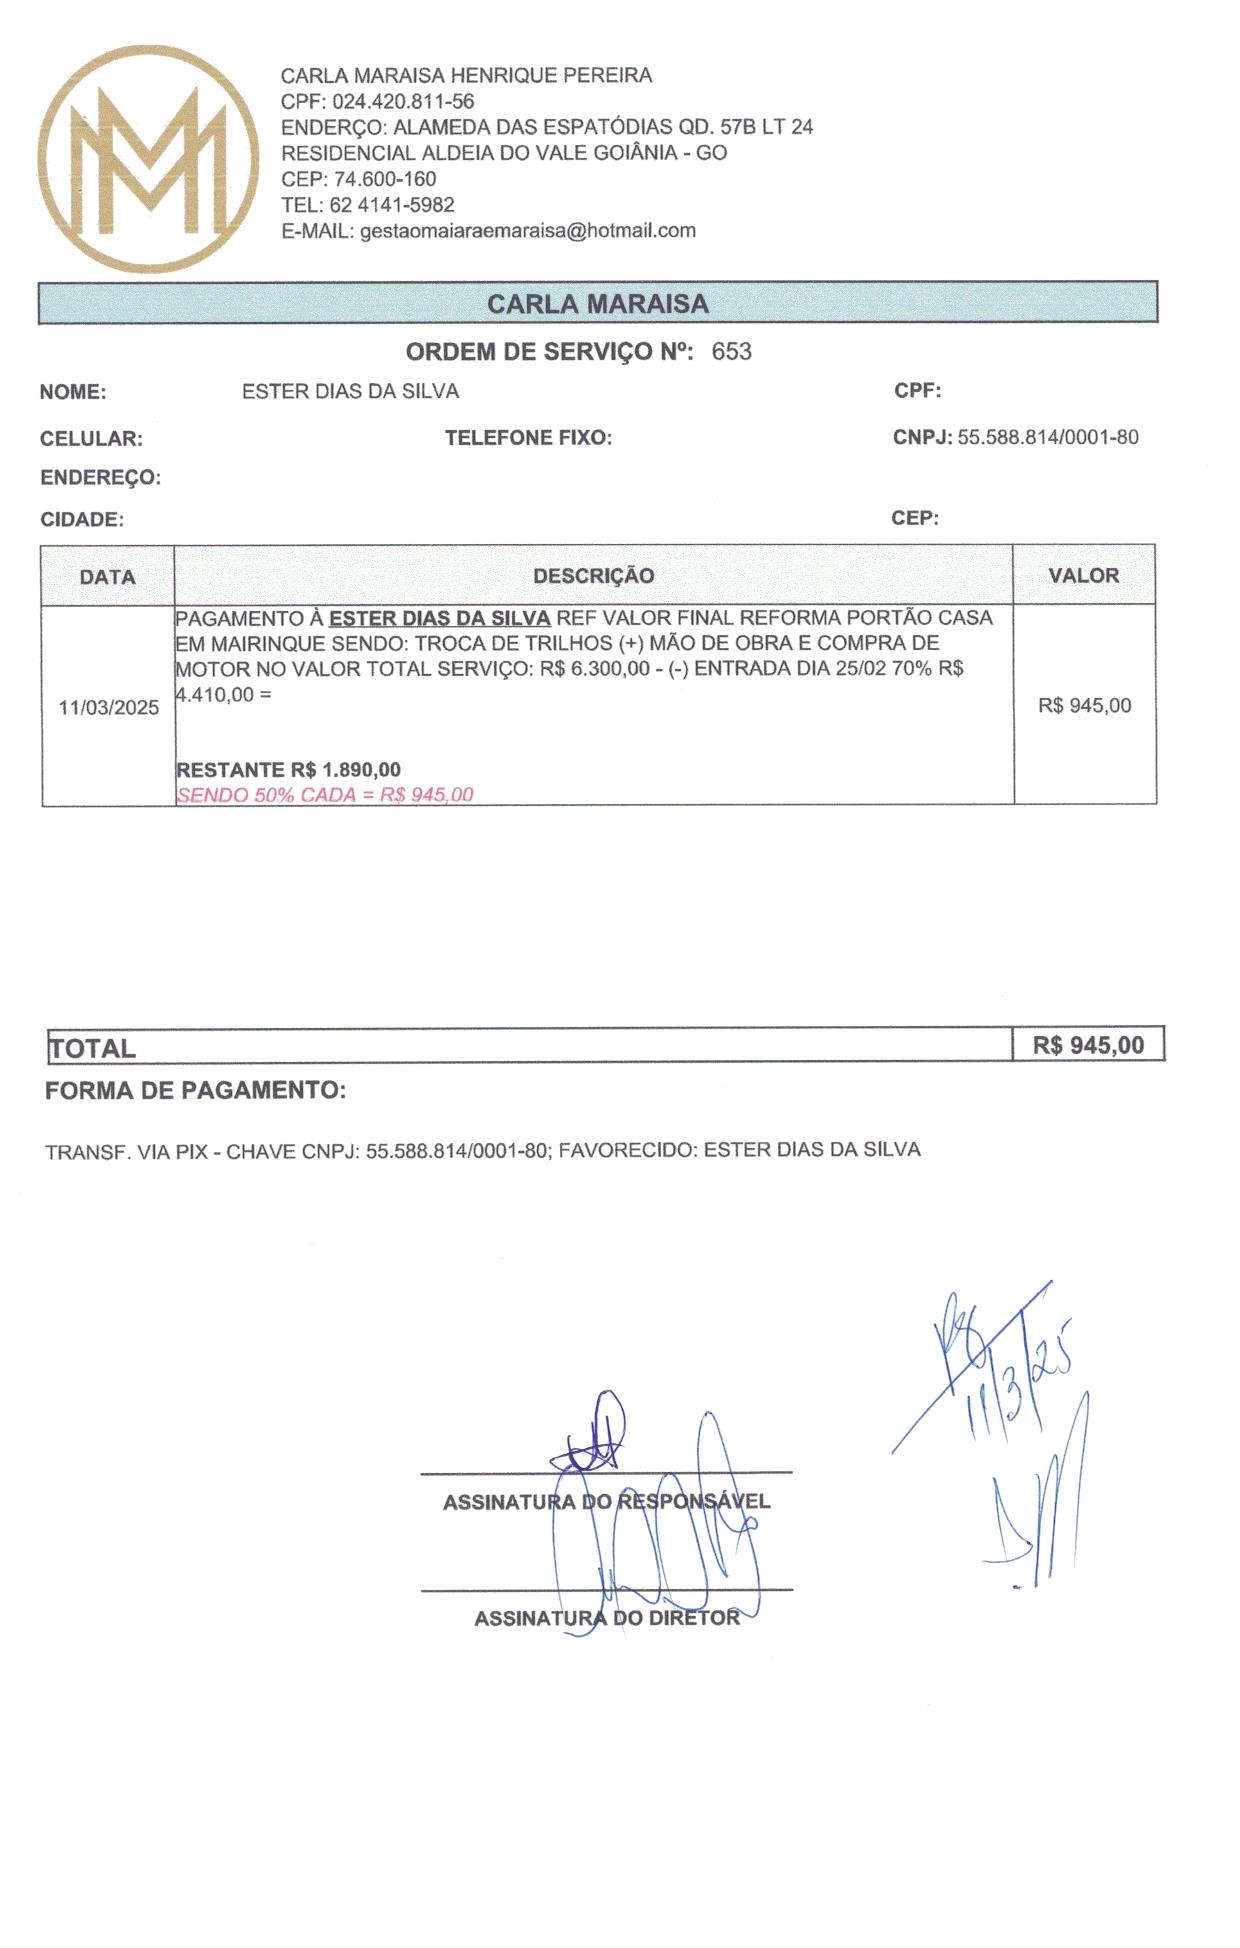 CARLA MARAISA HENRIQUE PEREIRA
CPF: 024.420.811-56
ENDERÇO: ALAMEDA DAS ESPATÓDIAS QD. 57B LT 24
RESIDENCIAL ALDEIA DO VALE GOIÂNIA - GO
CEP: 74.600-160
TEL: 62 4141-5982
E-MAIL: gestaomaiaraemaraisa@hotmail.com
CARLA MARAISA
ORDEM DE SERVIÇO Nº: 653
NOME: ESTER DIAS DA SILVA CPF:
CELULAR: TELEFONE FIXO: CNPJ: 55.588.814/0001-80
ENDEREÇO:
CIDADE: CEP:
DATA DESCRIÇÃO VALOR
PAGAMENTO À ESTER DIAS DA SILVA REF VALOR FINAL REFORMA PORTÃO CASA
EM MAIRINQUE SENDO: TROCA DE TRILHOS (+) MÃO DE OBRA E COMPRA DE
MOTOR NO VALOR TOTAL SERVIÇO: R$ 6.300,00 - (-) ENTRADA DIA 25/02 70% R$
4.410,00 =
11/03/2025 R$ 945,00
RESTANTE R$ 1.890,00
SENDO 50% CADA = R$ 945,00
TOTAL R$ 945,00
FORMA DE PAGAMENTO:
TRANSF. VIA PIX - CHAVE CNPJ: 55.588.814/0001-80; FAVORECIDO: ESTER DIAS DA SILVA
11/3/25
ASSINATURA DO RESPONSÁVEL
ASSINATURA DO DIRETOR